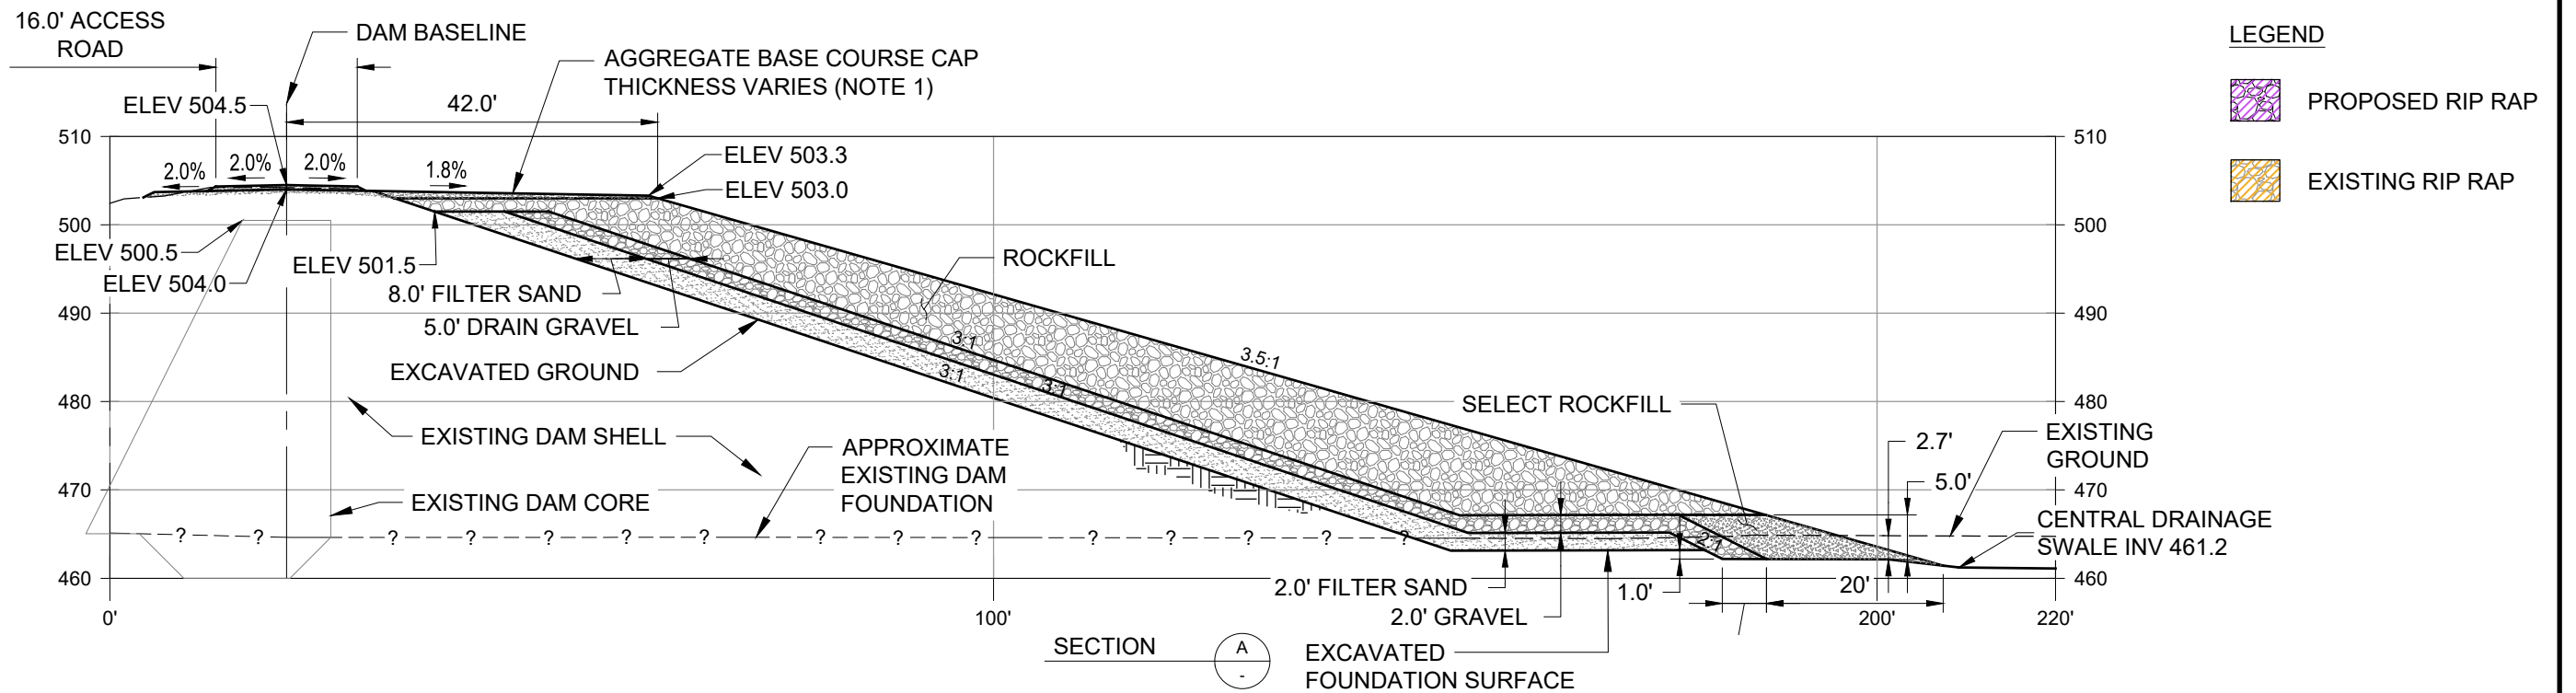 16.0' ACCESS
ROAD
DAM BASELINE
AGGREGATE BASE COURSE CAP
THICKNESS VARIES (NOTE 1)
LEGEND
PROPOSED RIP RAP
EXISTING RIP RAP
ELEV 504.5
42.0'
510
510
2.0%
2.0%
2.0%
1.8%
ELEV 503.3
ELEV 503.0
500
500
ELEV 500.5
ELEV 501.5
ELEV 504.0
ROCKFILL
8.0' FILTER SAND
5.0' DRAIN GRAVEL
490
490
EXCAVATED GROUND
3:1
3:1
3:1
3.5:1
480
480
SELECT ROCKFILL
EXISTING DAM SHELL
APPROXIMATE
EXISTING DAM
FOUNDATION
2.7'
EXISTING
GROUND
470
470
5.0'
EXISTING DAM CORE
CENTRAL DRAINAGE
SWALE INV 461.2
? ? ? ? ? ? ? ? ? ? ? ? ? ? ? ?
2:1
460
460
2.0' FILTER SAND
2.0' GRAVEL
1.0'
20'
0'
100'
200'
220'
SECTION
A
-
EXCAVATED
FOUNDATION SURFACE